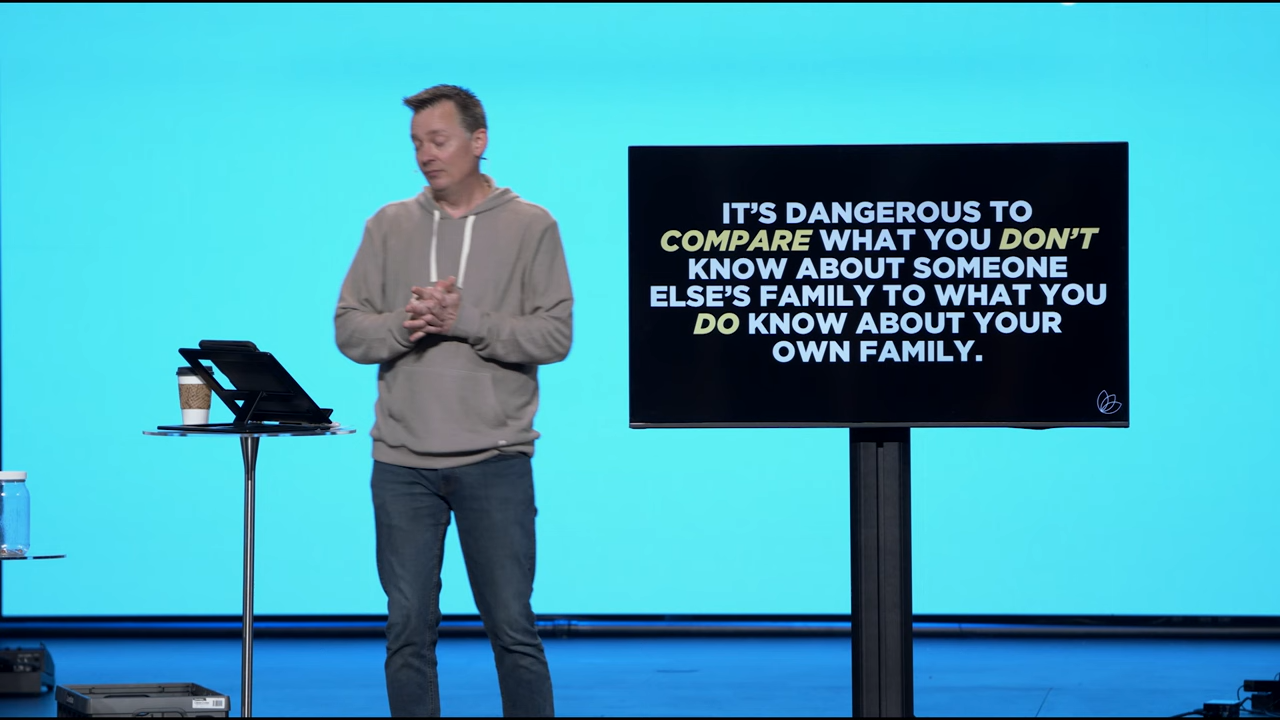 IT'S DANGEROUS TO
COMPARE WHAT YOU DON'T
KNOW ABOUT SOMEONE
ELSE'S FAMILY TO WHAT YOU
DO KNOW ABOUT YOUR
OWN FAMILY.